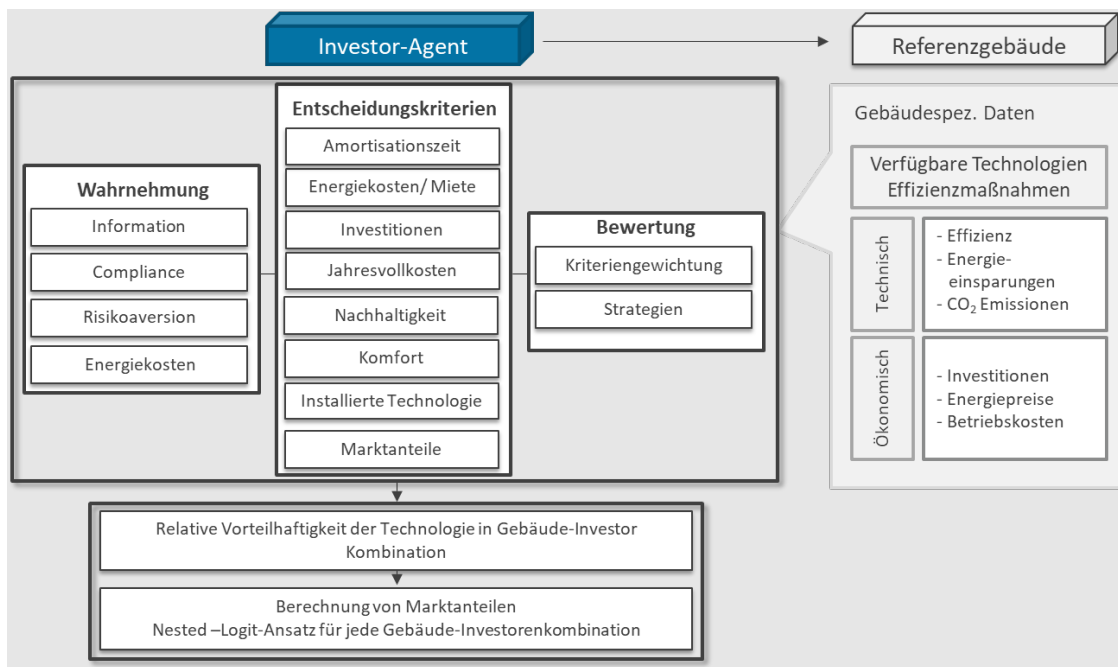 Investor-Agent
Referenzgebäude
Wahrnehmung
Information
Compliance
Risikoaversion
Energiekosten
Entscheidungskriterien
Amortisationszeit
Energiekosten/ Miete
Investitionen
Jahresvollkosten
Nachhaltigkeit
Komfort
Installierte Technologie
Marktanteile
Bewertung
Kriteriengewichtung
Strategien
Gebäudespez. Daten
Verfügbare Technologien
Effizienzmaßnahmen
Technisch
- Effizienz
- Energie-
einsparungen
- CO₂ Emissionen
Ökonomisch
- Investitionen
- Energiepreise
- Betriebskosten
Relative Vorteilhaftigkeit der Technologie in Gebäude-Investor
Kombination
Berechnung von Marktanteilen
Nested –Logit-Ansatz für jede Gebäude-Investorenkombination